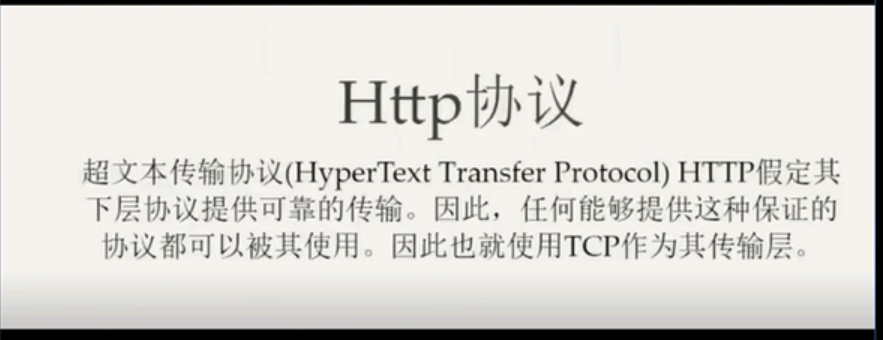 Http协议
超文本传输协议(HyperText Transfer Protocol) HTTP假定其
下层协议提供可靠的传输。因此，任何能够提供这种保证的
协议都可以被其使用。因此也就使用TCP作为其传输层。